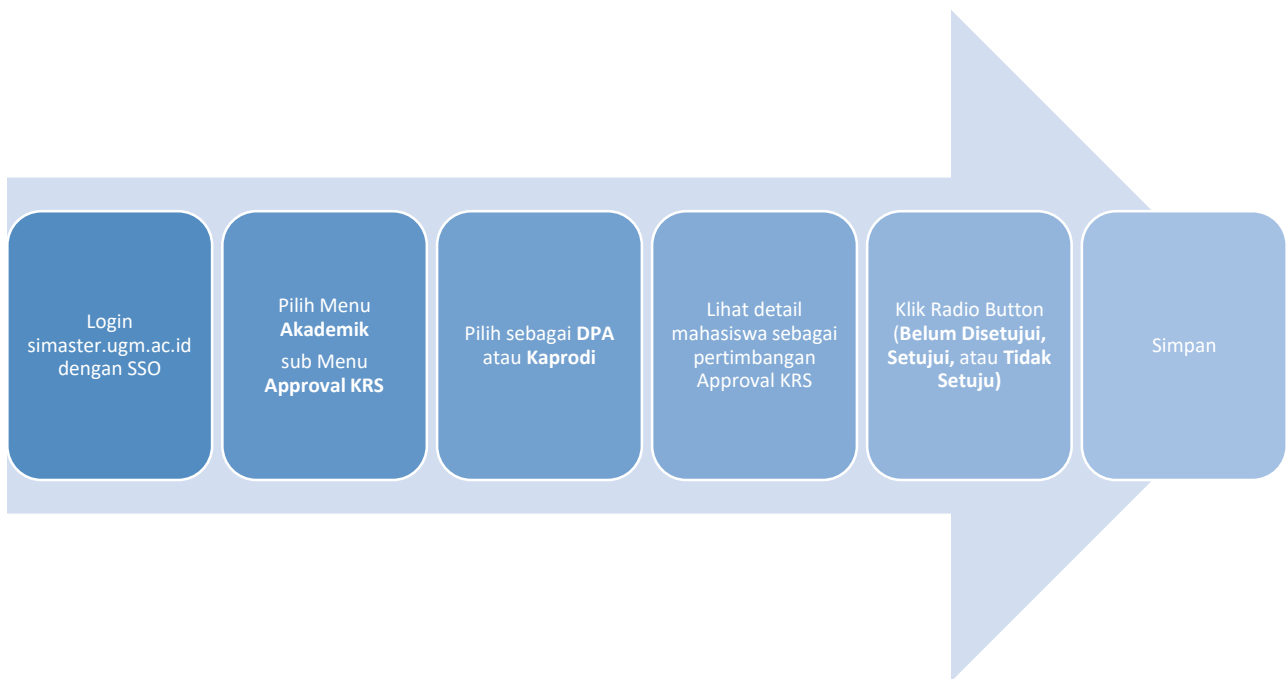 Login
simaster.ugm.ac.id
dengan SSO
Pilih Menu
Akademik
sub Menu
Approval KRS
Pilih sebagai DPA
atau Kaprodi
Lihat detail
mahasiswa sebagai
pertimbangan
Approval KRS
Klik Radio Button
(Belum Disetujui,
Setujui, atau Tidak
Setuju)
Simpan